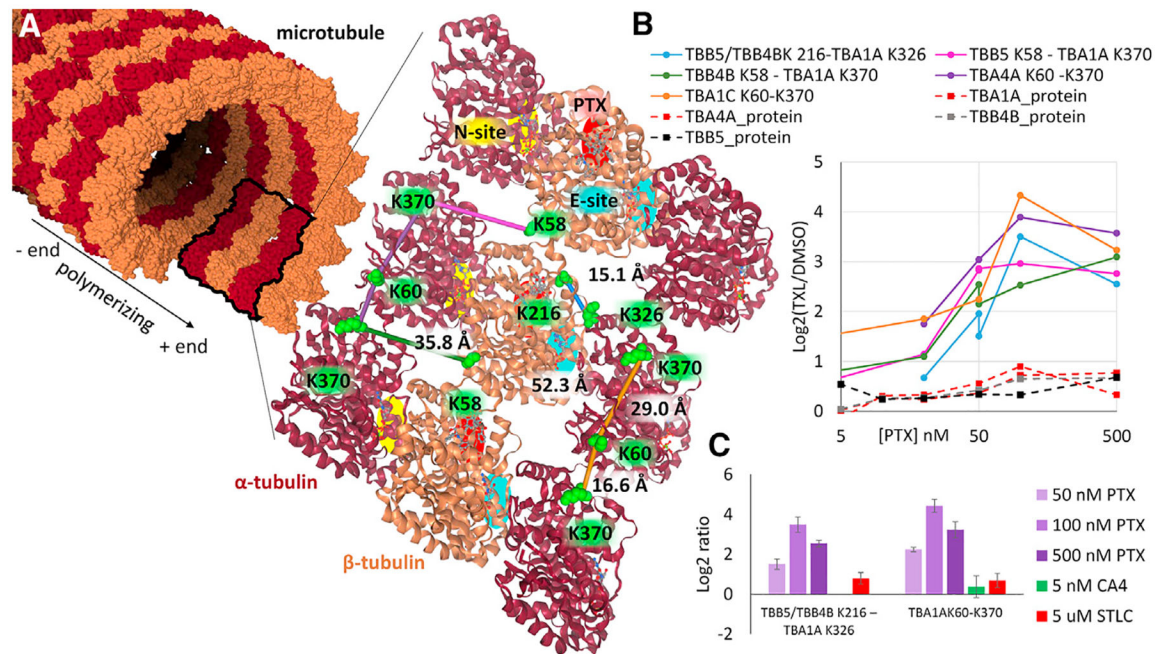 A
microtubule
- end
polymerizing
+ end
N-site
PTX
E-site
K370
K58
15.1 Å
K60
K216
K326
35.8 Å
K370
52.3 Å
K370
K58
29.0 Å
K60
16.6 Å
K370
α-tubulin
β-tubulin
B
TBB5/TBB4BK 216-TBA1A K326
TBB5 K58 - TBA1A K370
TBB4B K58 - TBA1A K370
TBA4A K60 -K370
TBA1C K60-K370
TBA1A_protein
TBA4A_protein
TBB4B_protein
TBB5_protein
Log2(TXL/DMSO)
5
4
3
2
1
0
5
[PTX] nM
50
500
C
Log2 ratio
6
4
2
0
-2
TBB5/TBB4B K216 –
TBA1A K326
TBA1AK60-K370
50 nM PTX
100 nM PTX
500 nM PTX
5 nM CA4
5 uM STLC